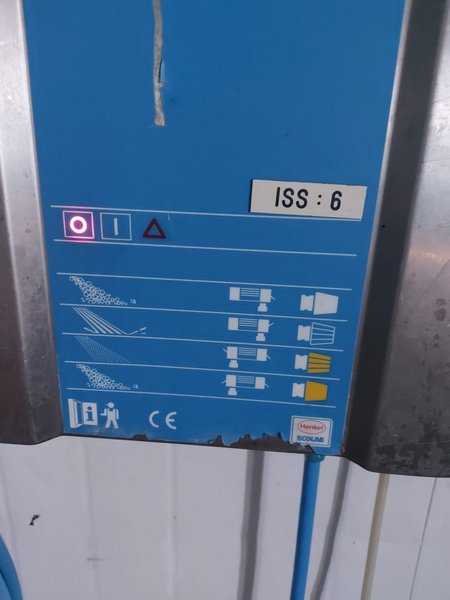 ISS : 6
O I
i
CE
Henkel
ECOLAB